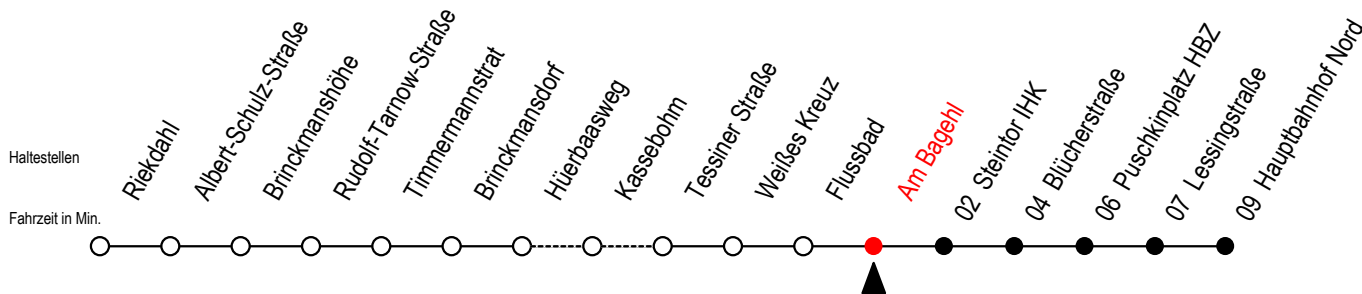 Haltestellen
Fahrzeit in Min.
Riekdahl
Albert-Schulz-Straße
Brinckmanshöhe
Rudolf-Tarnow-Straße
Timmermannstrat
Brinckmansdorf
Hüerbaasweg
Kassebohm
Tessiner Straße
Weißes Kreuz
Flussbad
Am Bagehl
02 Steintor IHK
04 Blücherstraße
06 Puschkinplatz HBZ
07 Lessingstraße
09 Hauptbahnhof Nord